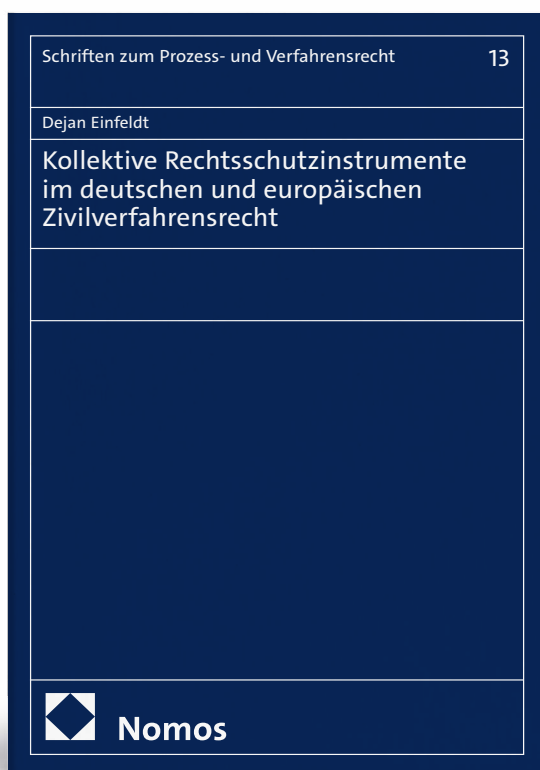 Schriften zum Prozess- und Verfahrensrecht 13
Dejan Einfeldt
Kollektive Rechtsschutzinstrumente
im deutschen und europäischen
Zivilverfahrensrecht
Nomos